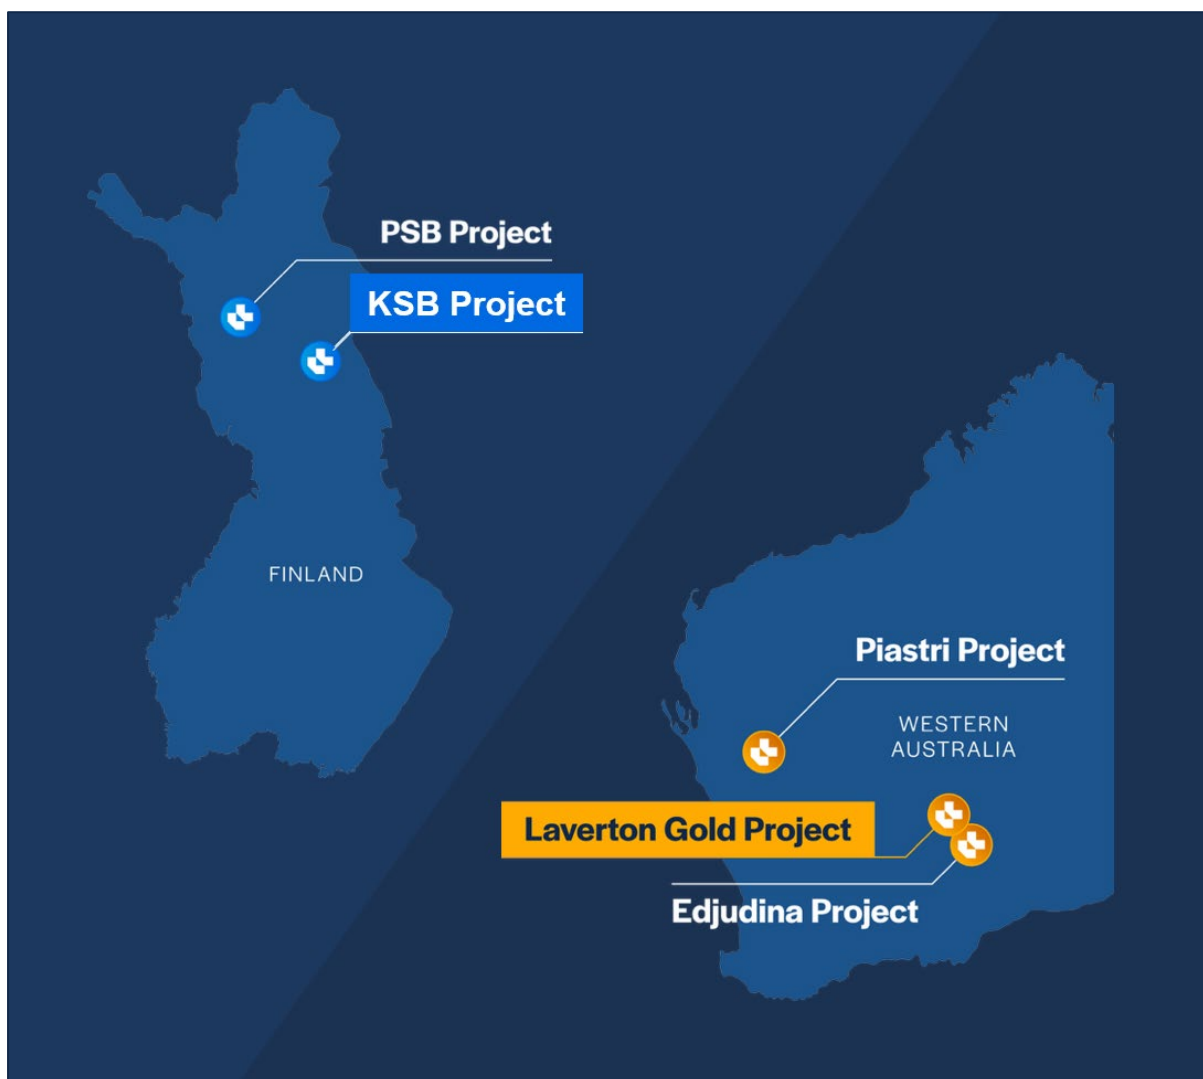 PSB Project
KSB Project
FINLAND
Piastri Project
WESTERN
AUSTRALIA
Laverton Gold Project
Edjudina Project